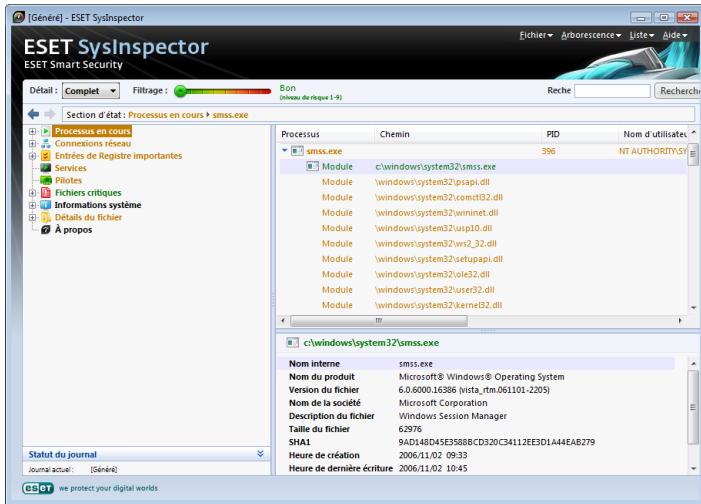 [Généré] - ESET SysInspector
ESET SysInspector
ESET Smart Security
Fichier Arborescence Liste Aide
Détail : Complet Filtrage : Bon
(niveau de risque 1-9)
Reche Recherche
Section d'état : Processus en cours smss.exe
Processus en cours
Connexions réseau
Entrées de Registre importantes
Services
Pilotes
Fichiers critiques
Informations système
Détails du fichier
À propos
Processus Chemin PID Nom d'utilisateu
smss.exe 396 NT AUTHORITY\SY
Module c:\windows\system32\smss.exe
Module \windows\system32\psapi.dll
Module \windows\system32\comctl32.dll
Module \windows\system32\wininet.dll
Module \windows\system32\usp10.dll
Module \windows\system32\ws2_32.dll
Module \windows\system32\setupapi.dll
Module \windows\system32\ole32.dll
Module \windows\system32\user32.dll
Module \windows\system32\kernel32.dll
c:\windows\system32\smss.exe
Nom interne smss.exe
Nom du produit Microsoft® Windows® Operating System
Version du fichier 6.0.6000.16386 (vista_rtm.061101-2205)
Nom de la société Microsoft Corporation
Description du fichier Windows Session Manager
Taille du fichier 62976
SHA1 9AD148D45E3588BCD320C34112EE3D1A44EAB279
Heure de création 2006/11/02 09:33
Heure de dernière écriture 2006/11/02 10:45
Statut du journal
Journal actuel : [Généré]
eset we protect your digital worlds